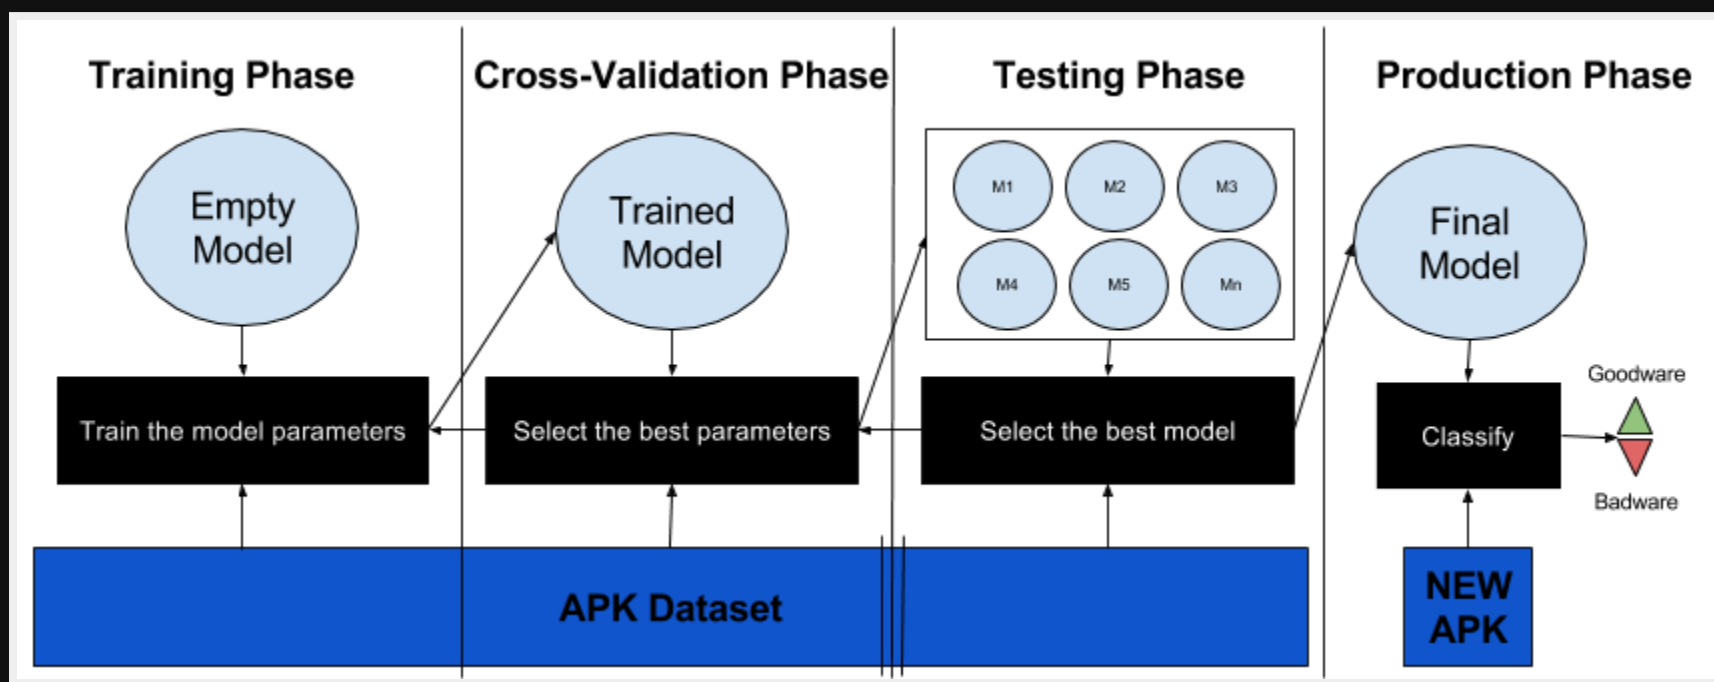 Training Phase
Cross-Validation Phase
Testing Phase
Production Phase
Empty
Model
Trained
Model
M1
M2
M3
M4
M5
Mn
Final
Model
Train the model parameters
Select the best parameters
Select the best model
Classify
Goodware
Badware
APK Dataset
NEW
APK